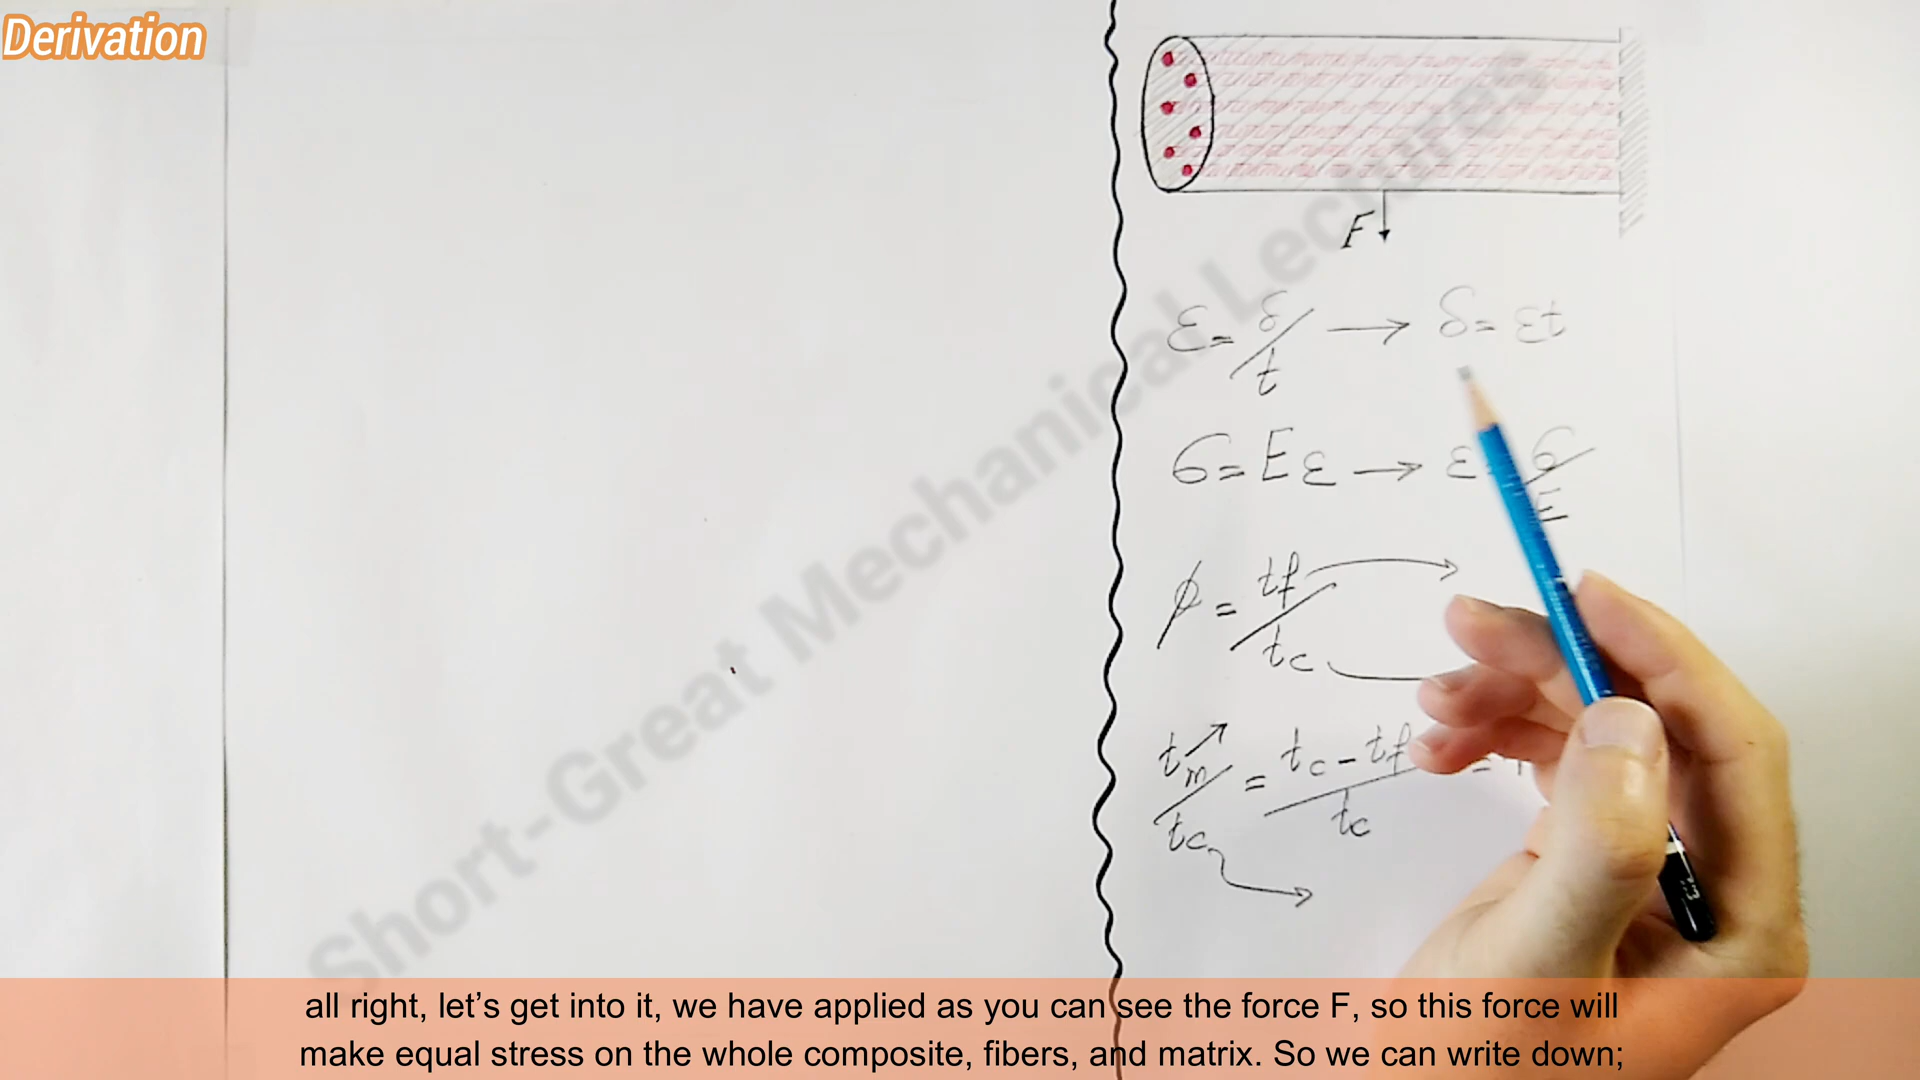 Derivation
F
ε = δ/t → δ = εt
σ = Eε → ε = σ/E
φ = tf/tc
tm/tc = tc - tf/tc =
Short-Great Mechanical Lectures
all right, let’s get into it, we have applied as you can see the force F, so this force will
make equal stress on the whole composite, fibers, and matrix. So we can write down;